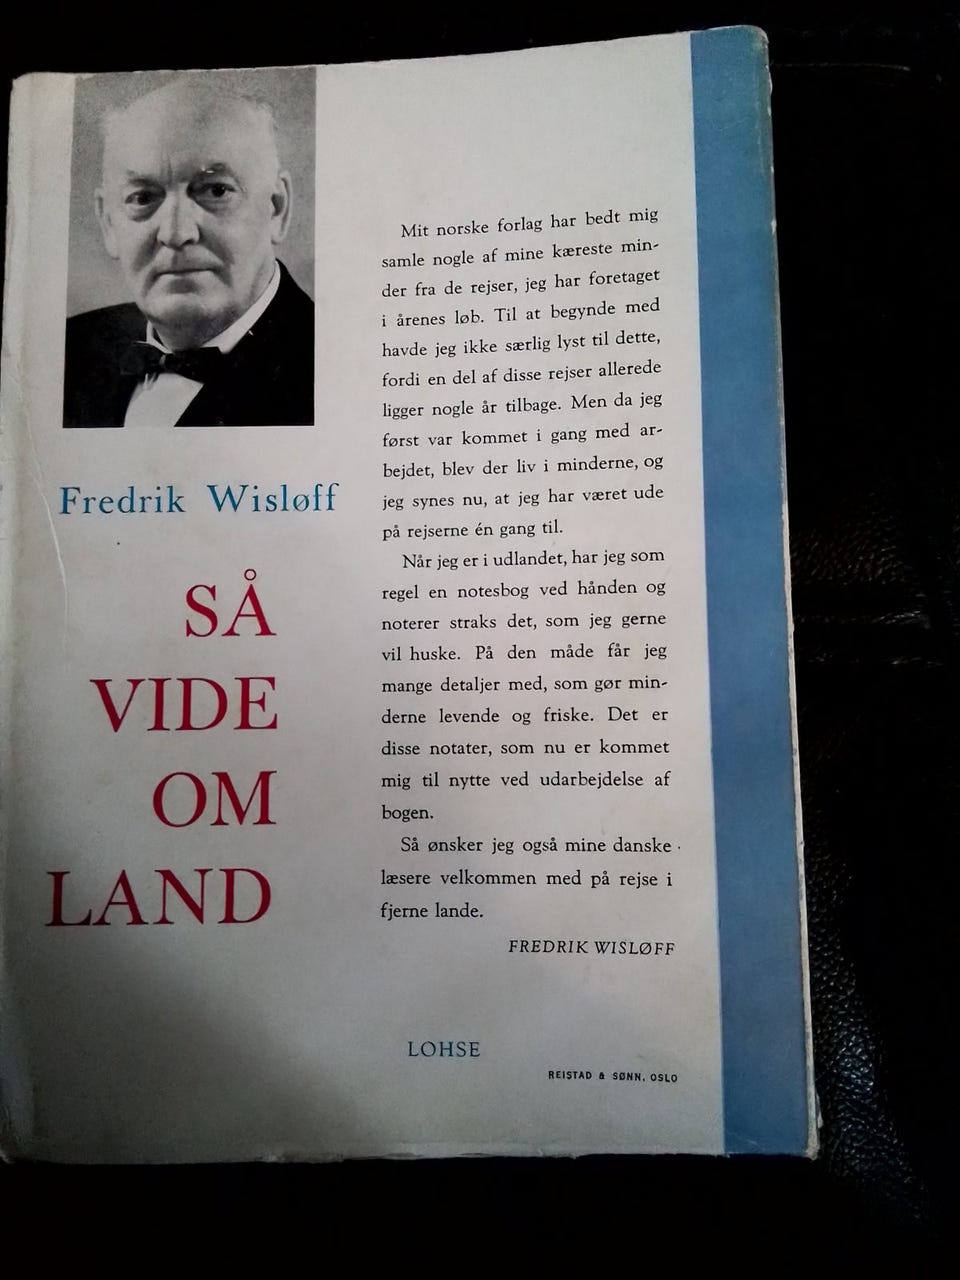 Fredrik Wisløff
SÅ
VIDE
OM
LAND
Mit norske forlag har bedt mig
samle nogle af mine kæreste min-
der fra de rejser, jeg har foretaget
i årenes løb. Til at begynde med
havde jeg ikke særlig lyst til dette,
fordi en del af disse rejser allerede
ligger nogle år tilbage. Men da jeg
først var kommet i gang med ar-
bejdet, blev der liv i minderne, og
jeg synes nu, at jeg har været ude
på rejserne én gang til.
Når jeg er i udlandet, har jeg som
regel en notesbog ved hånden og
noterer straks det, som jeg gerne
vil huske. På den måde får jeg
mange detaljer med, som gør min-
derne levende og friske. Det er
disse notater, som nu er kommet
mig til nytte ved udarbejdelse af
bogen.
Så ønsker jeg også mine danske
læsere velkommen med på rejse i
fjerne lande.
FREDRIK WISLØFF
LOHSE
REISTAD & SØNN, OSLO